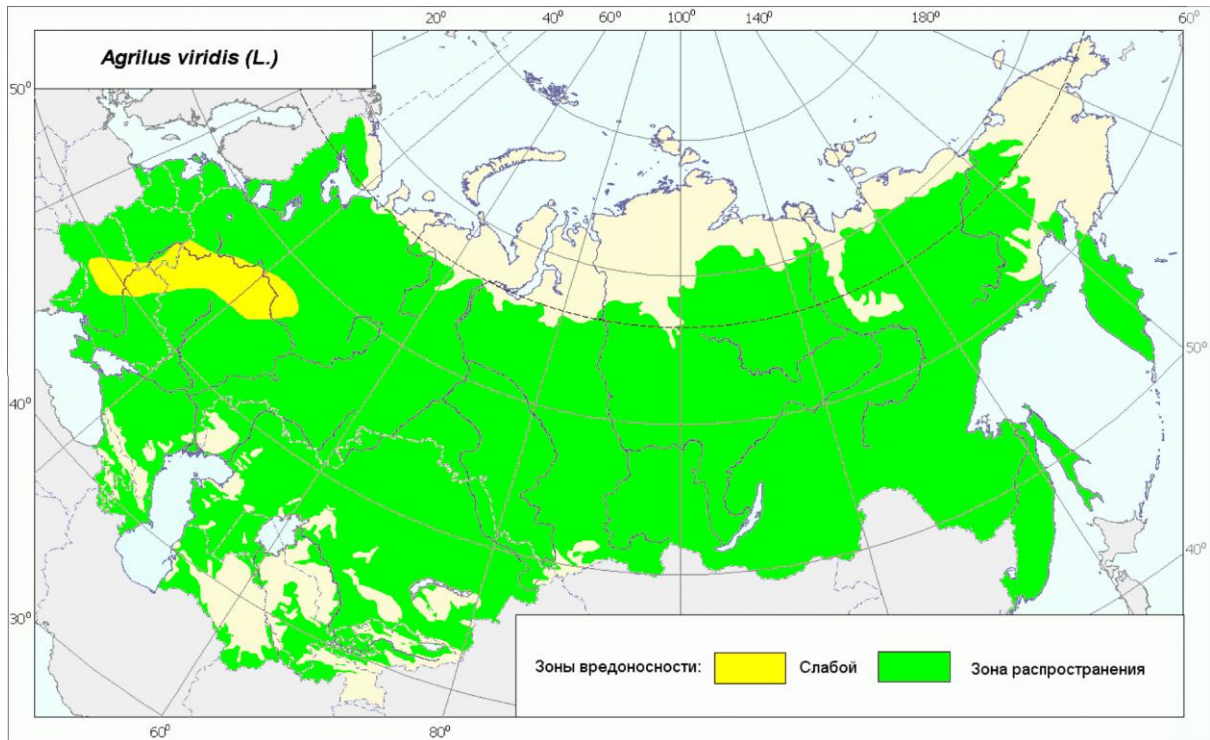 20° 40° 60° 100° 140° 180° 60°
Agrilus viridis (L.)
50°
50°
40°
40°
30°
Зоны вредоносности: Слабой Зона распространения
60° 80°